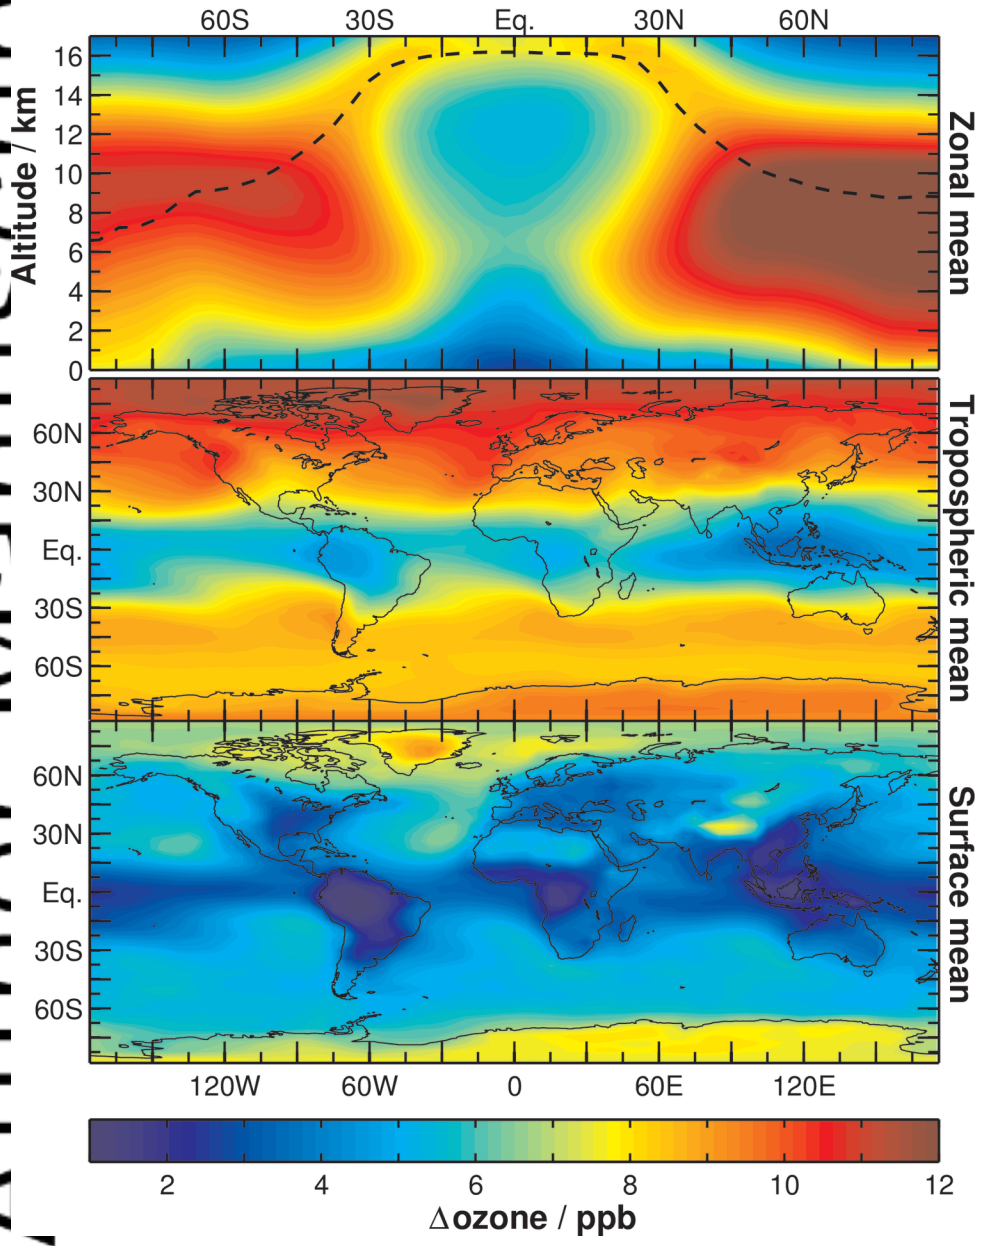 60S 30S Eq. 30N 60N
16
14
12
10
8
6
4
2
0
Altitude / km
Zonal mean
60N
30N
Eq.
30S
60S
Tropospheric mean
60N
30N
Eq.
30S
60S
Surface mean
120W 60W 0 60E 120E
2 4 6 8 10 12
Δozone / ppb